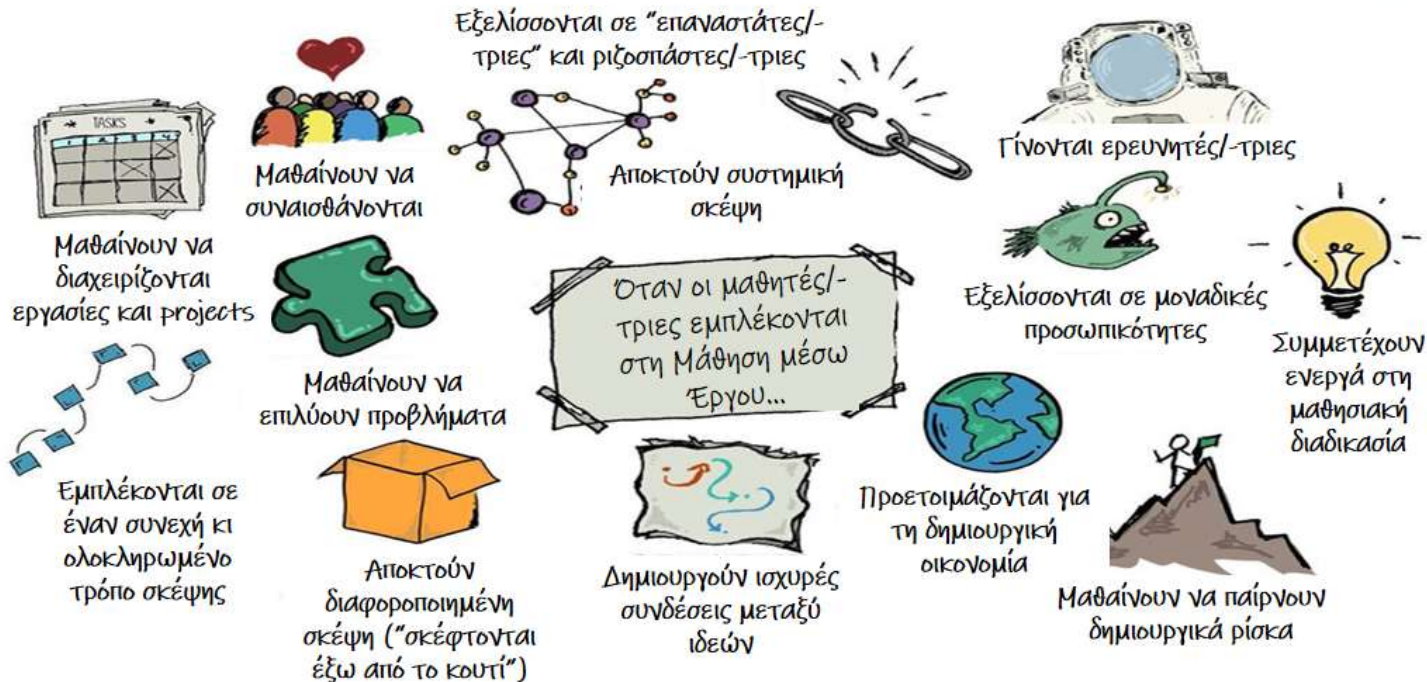 Εξελίσσονται σε "επαναστάτες/-
τριες" και ριζοσπάστες/-τριες
TASKS
Μαθαίνουν να
συναισθάνονται
Αποκτούν συστημική
σκέψη
Γίνονται ερευνητές/-τριες
Μαθαίνουν να
διαχειρίζονται
εργασίες και projects
Όταν οι μαθητές/-
τριες εμπλέκονται
στη Μάθηση μέσω
Έργου...
Εξελίσσονται σε μοναδικές
προσωπικότητες
Συμμετέχουν
ενεργά στη
μαθησιακή
διαδικασία
Μαθαίνουν να
επιλύουν προβλήματα
Εμπλέκονται σε
έναν συνεχή κι
ολοκληρωμένο
τρόπο σκέψης
Αποκτούν
διαφοροποιημένη
σκέψη ("σκέφτονται
έξω από το κουτί")
Δημιουργούν ισχυρές
συνδέσεις μεταξύ
ιδεών
Προετοιμάζονται για
τη δημιουργική
οικονομία
Μαθαίνουν να παίρνουν
δημιουργικά ρίσκα